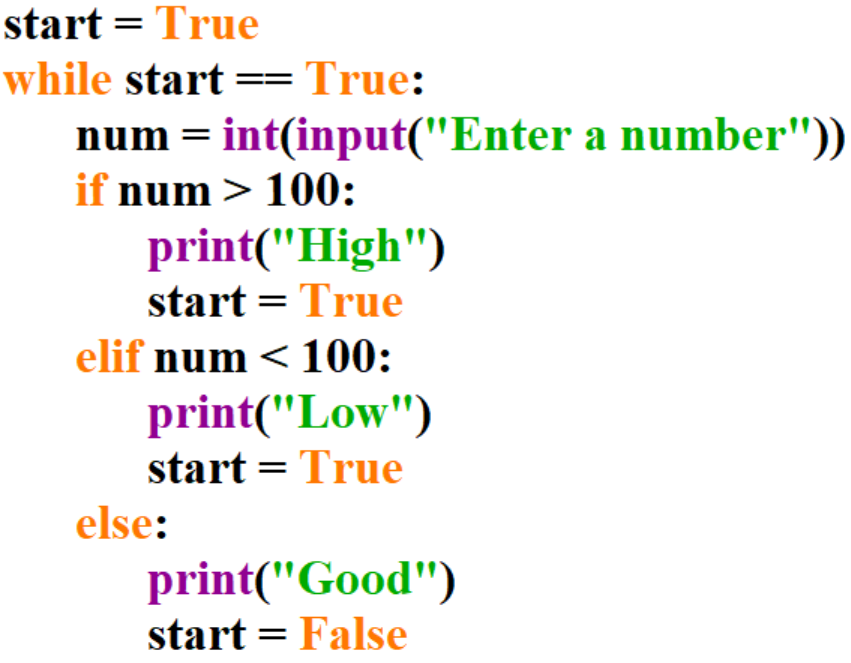 start = True
while start == True:
    num = int(input("Enter a number"))
    if num > 100:
        print("High")
        start = True
    elif num < 100:
        print("Low")
        start = True
    else:
        print("Good")
        start = False